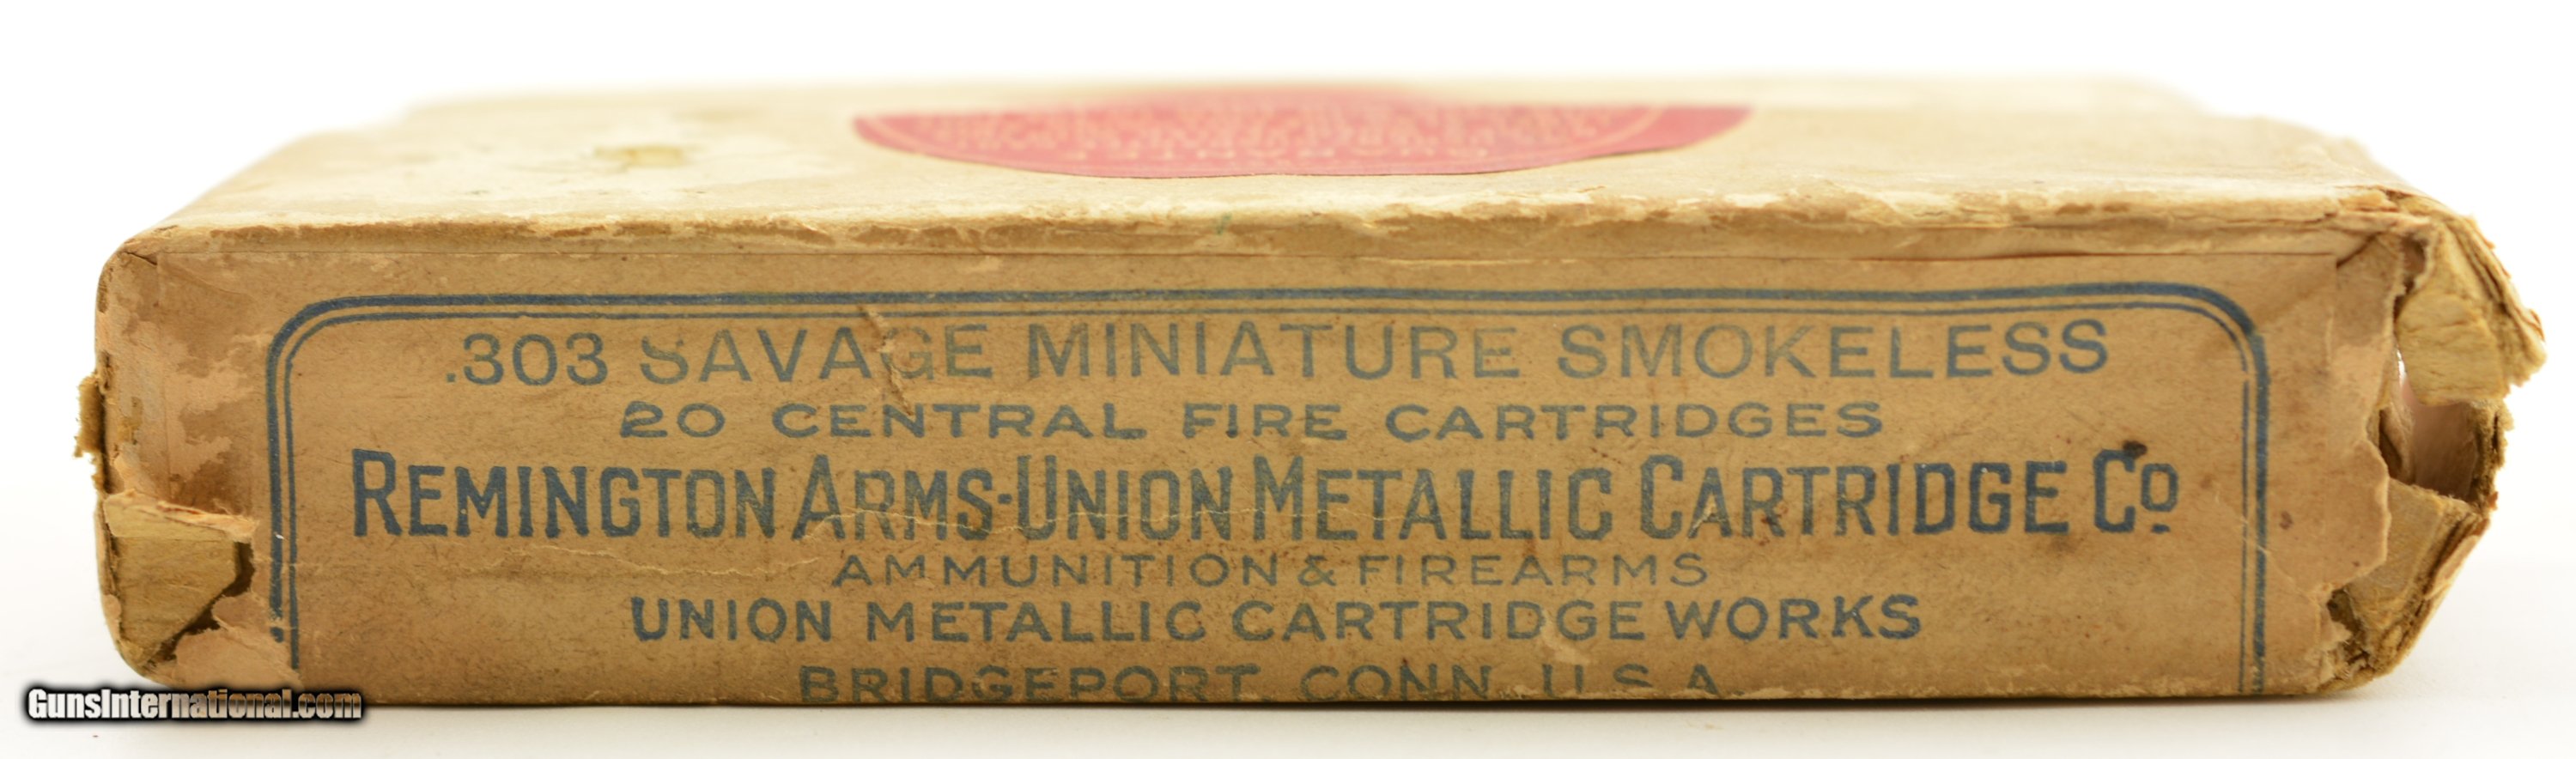 .303 SAVAGE MINIATURE SMOKELESS
20 CENTRAL FIRE CARTRIDGES
REMINGTON ARMS-UNION METALLIC CARTRIDGE CO
AMMUNITION & FIREARMS
UNION METALLIC CARTRIDGE WORKS
BRIDGEPORT, CONN. U.S.A.
GunsInternational.com